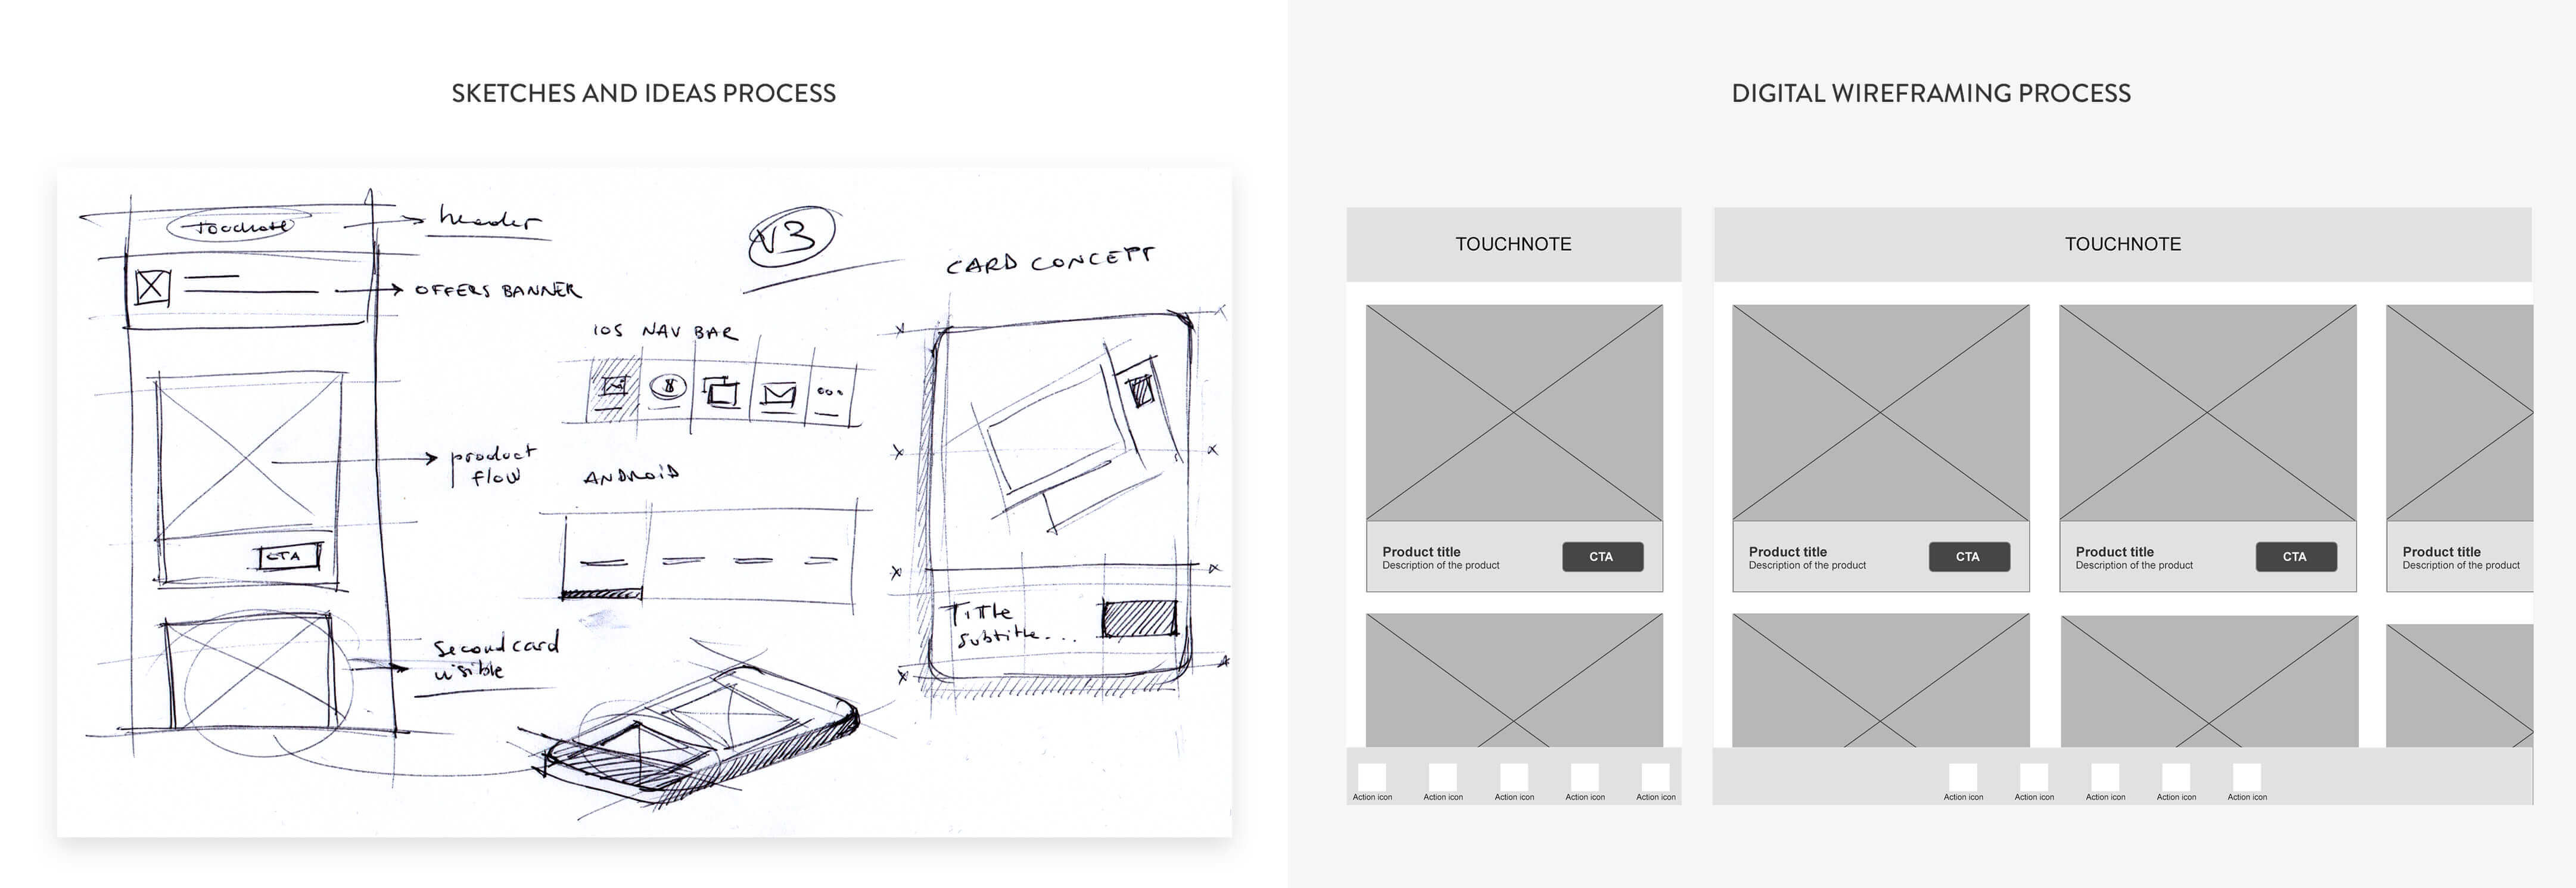 SKETCHES AND IDEAS PROCESS
Touchnote
header
OFFERS BANNER
V3
IOS NAV BAR
CARD CONCEPT
product
flow
ANDROID
CTA
Title
subtitle...
Second card
visible
DIGITAL WIREFRAMING PROCESS
TOUCHNOTE
Product title
Description of the product
CTA
Action icon
Action icon
Action icon
Action icon
Action icon
TOUCHNOTE
Product title
Description of the product
CTA
Product title
Description of the product
CTA
Product title
Description of the product
Action icon
Action icon
Action icon
Action icon
Action icon